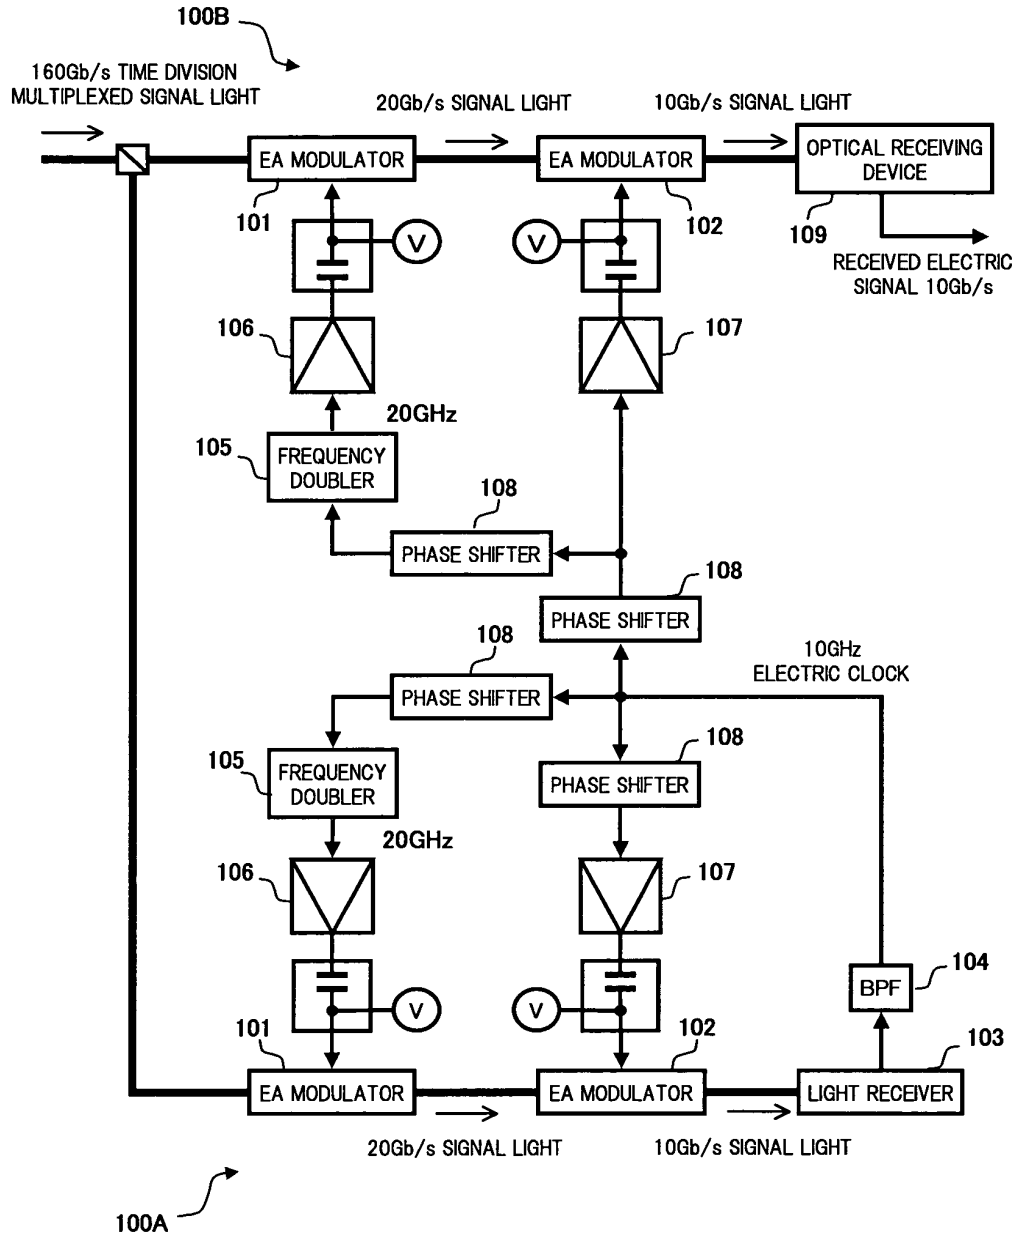 100B
160Gb/s TIME DIVISION
MULTIPLEXED SIGNAL LIGHT
20Gb/s SIGNAL LIGHT
10Gb/s SIGNAL LIGHT
EA MODULATOR
EA MODULATOR
OPTICAL RECEIVING
DEVICE
101
102
109
V
V
RECEIVED ELECTRIC
SIGNAL 10Gb/s
106
107
20GHz
105
FREQUENCY
DOUBLER
108
PHASE SHIFTER
108
PHASE SHIFTER
108
10GHz
ELECTRIC CLOCK
PHASE SHIFTER
108
105
FREQUENCY
DOUBLER
PHASE SHIFTER
20GHz
106
107
104
BPF
V
V
101
102
103
EA MODULATOR
EA MODULATOR
LIGHT RECEIVER
20Gb/s SIGNAL LIGHT
10Gb/s SIGNAL LIGHT
100A